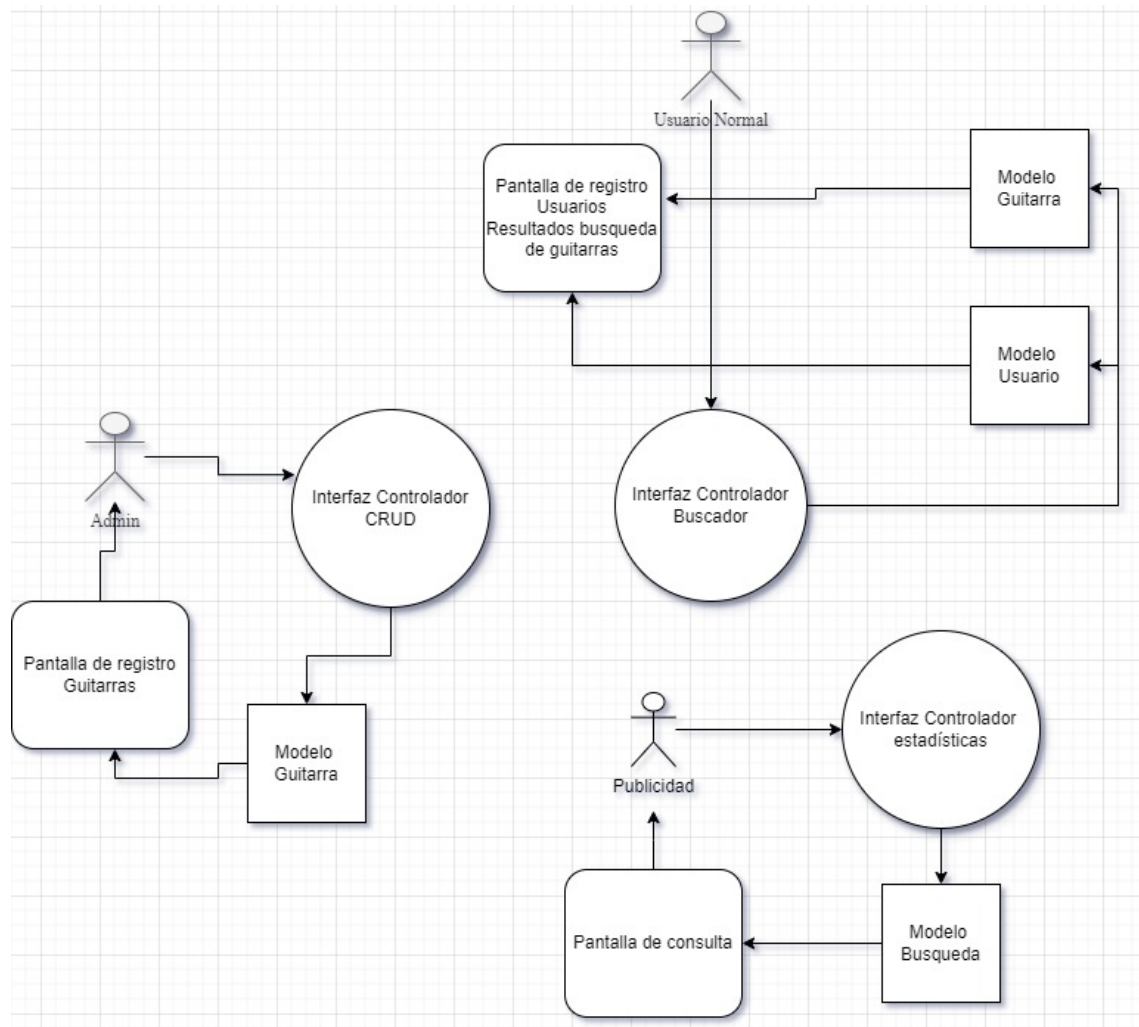 Usuario Normal
Pantalla de registro
Usuarios
Resultados busqueda
de guitarras
Modelo
Guitarra
Modelo
Usuario
Admin
Interfaz Controlador
CRUD
Interfaz Controlador
Buscador
Pantalla de registro
Guitarras
Modelo
Guitarra
Publicidad
Interfaz Controlador
estadísticas
Pantalla de consulta
Modelo
Busqueda